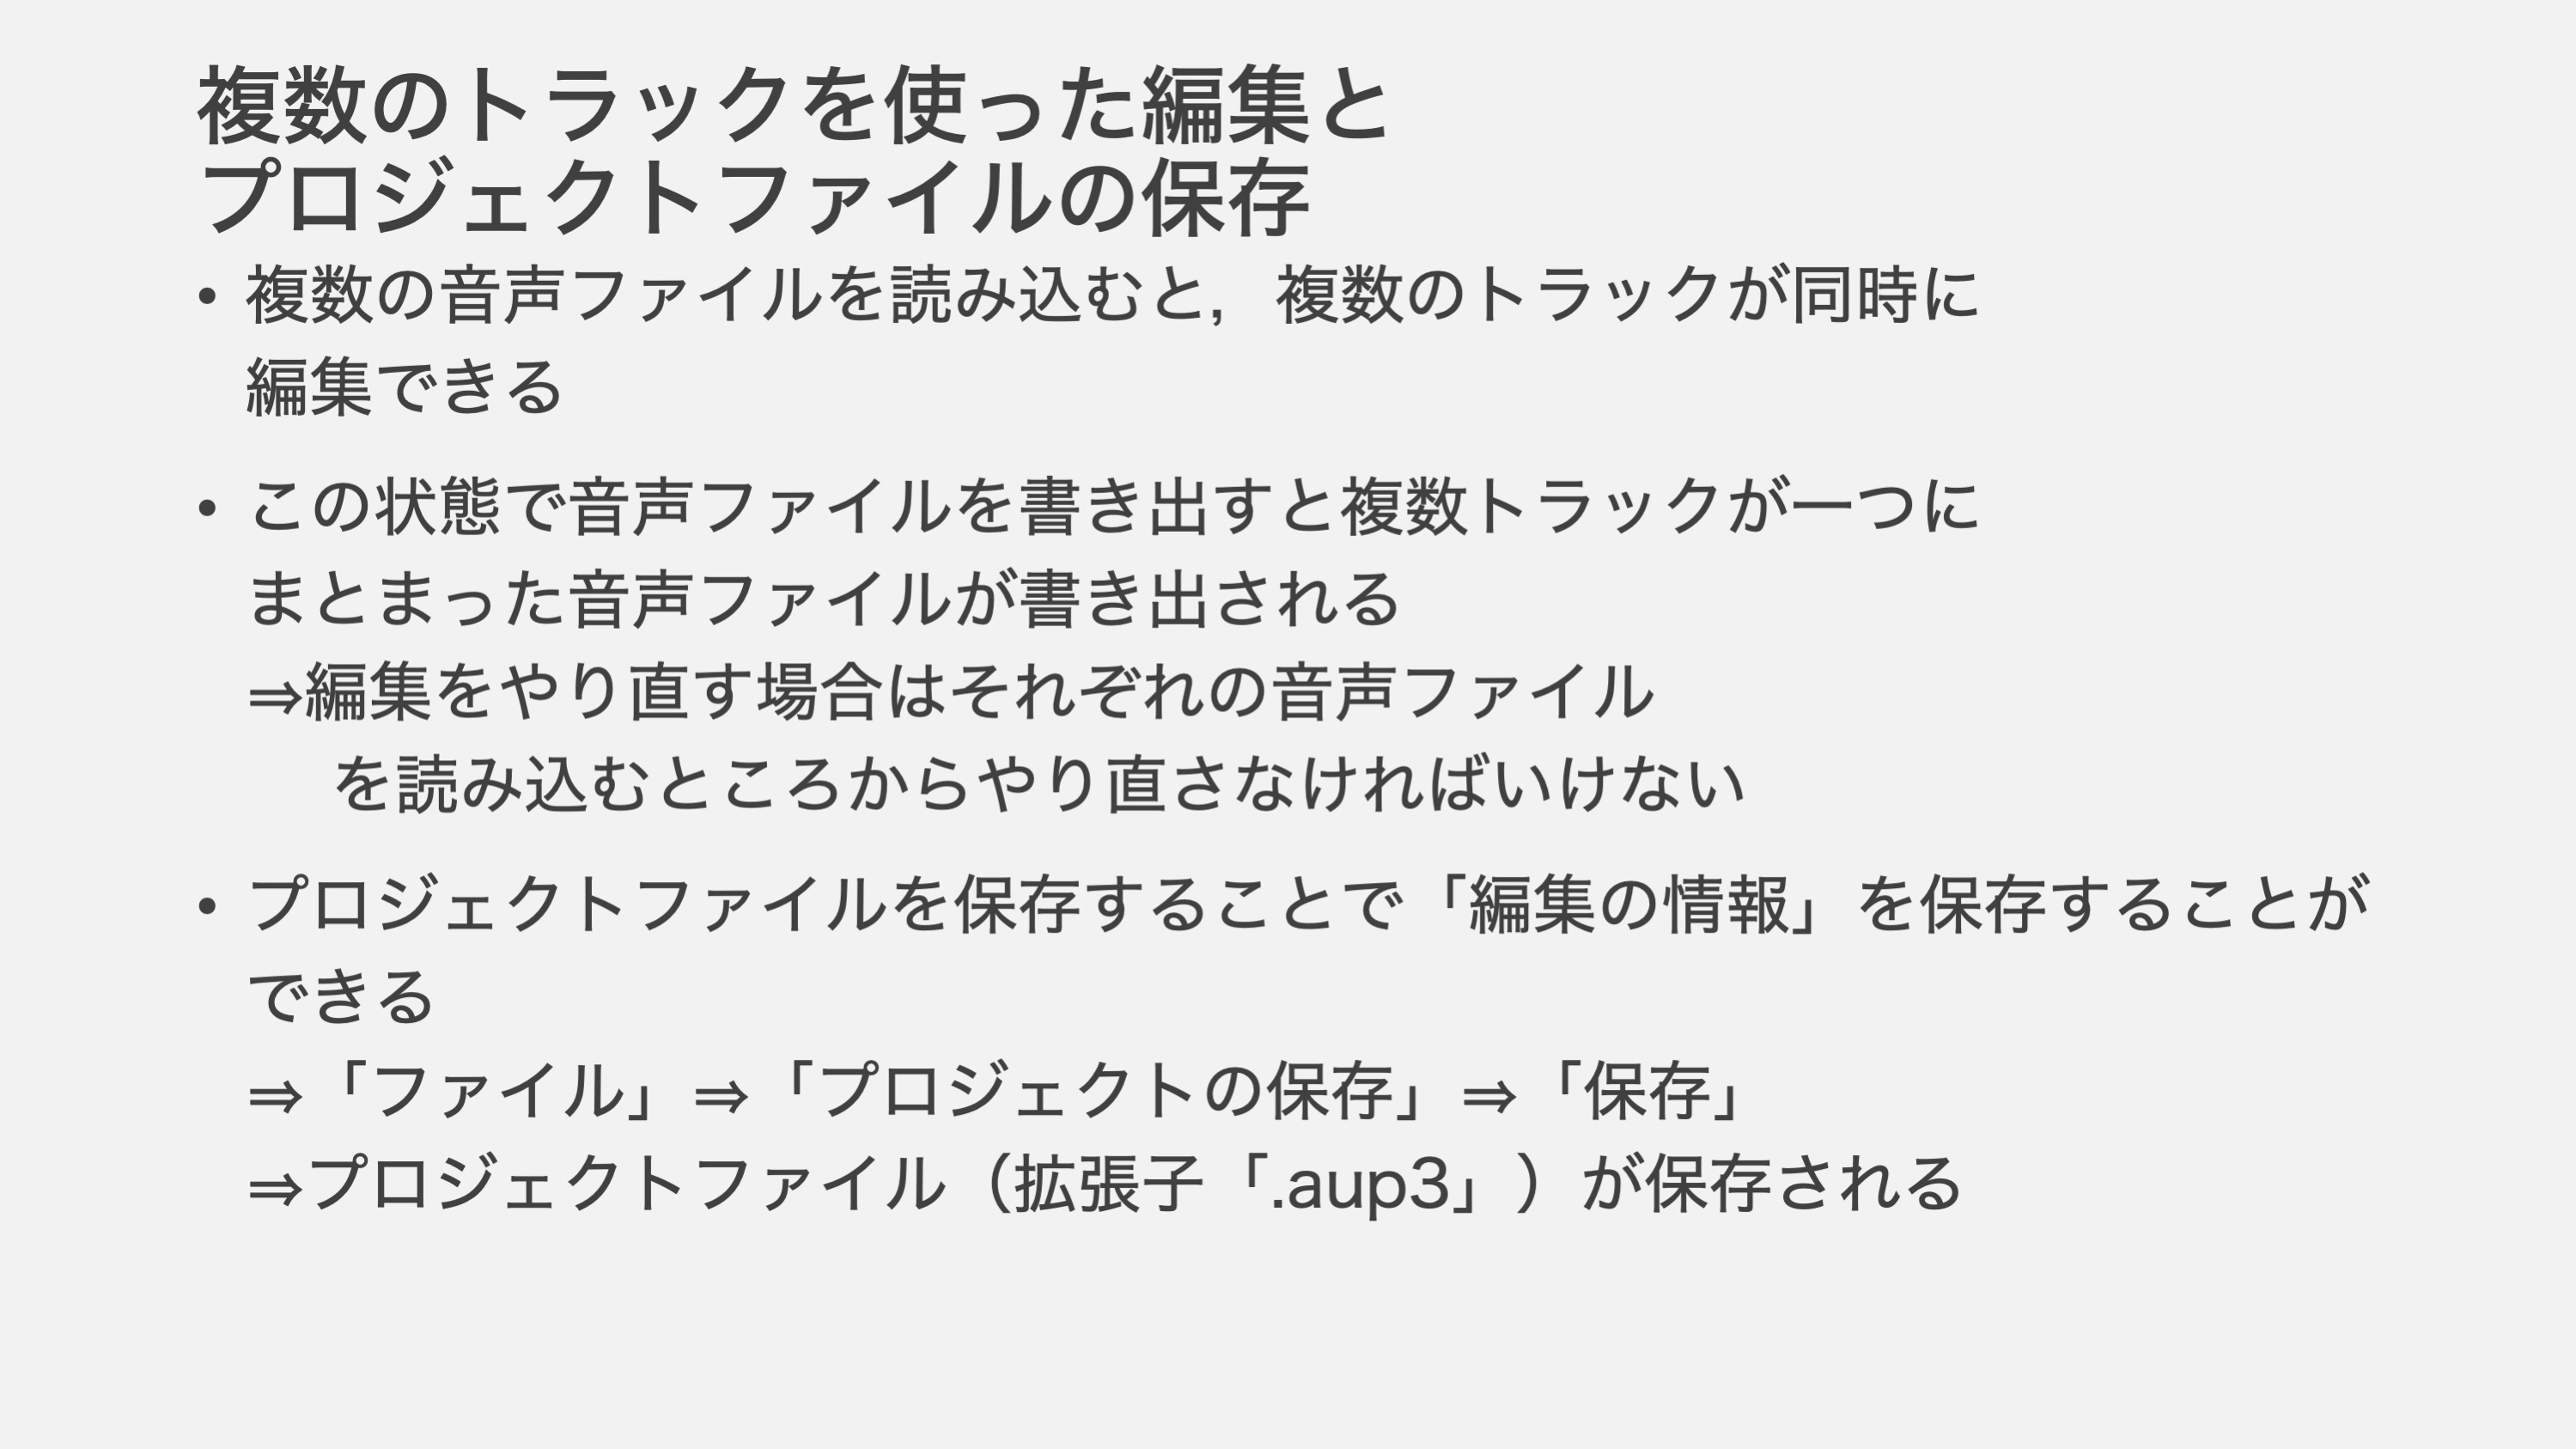 複数のトラックを使った編集と
プロジェクトファイルの保存
• 複数の音声ファイルを読み込むと，複数のトラックが同時に
編集できる
• この状態で音声ファイルを書き出すと複数トラックが一つに
まとまった音声ファイルが書き出される
⇒編集をやり直す場合はそれぞれの音声ファイル
を読み込むところからやり直さなければいけない
• プロジェクトファイルを保存することで「編集の情報」を保存することが
できる
⇒「ファイル」⇒「プロジェクトの保存」⇒「保存」
⇒プロジェクトファイル（拡張子「.aup3」）が保存される